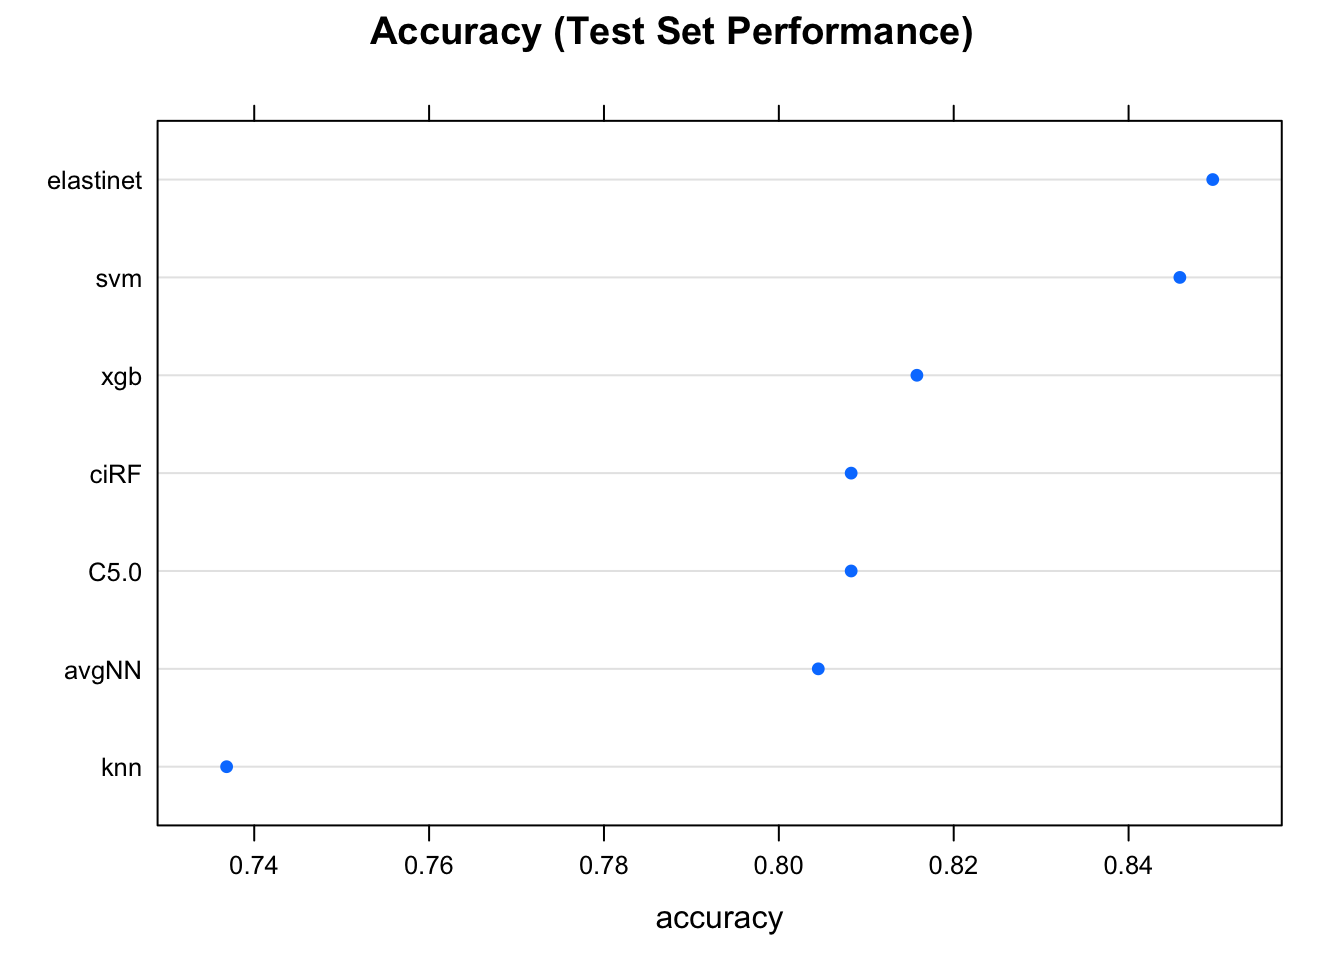 Accuracy (Test Set Performance)
elastinet
svm
xgb
ciRF
C5.0
avgNN
knn
0.74 0.76 0.78 0.80 0.82 0.84
accuracy